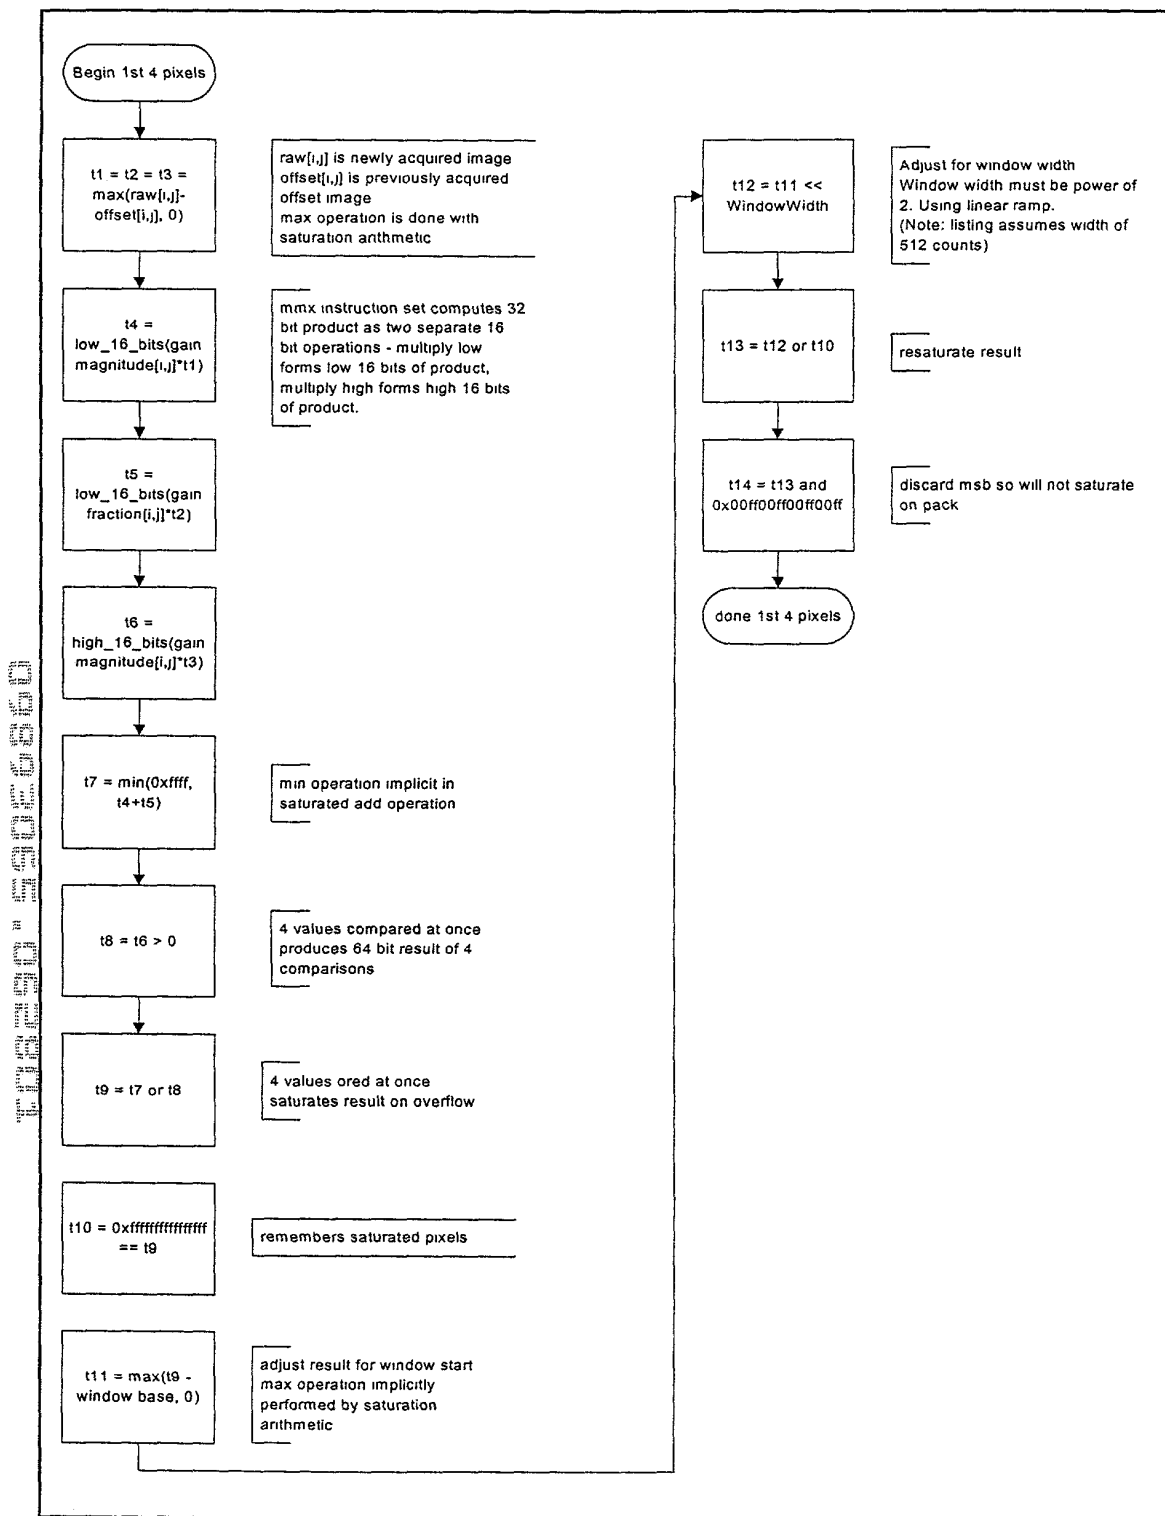 Begin 1st 4 pixels
t1 = t2 = t3 =
max(raw[i,j]-
offset[i,j], 0)
raw[i,j] is newly acquired image
offset[i,j] is previously acquired
offset image
max operation is done with
saturation arithmetic
t4 =
low_16_bits(gain
magnitude[i,j]*t1)
mmx instruction set computes 32
bit product as two separate 16
bit operations - multiply low
forms low 16 bits of product,
multiply high forms high 16 bits
of product.
t5 =
low_16_bits(gain
fraction[i,j]*t2)
t6 =
high_16_bits(gain
magnitude[i,j]*t3)
t7 = min(0xffff,
t4+t5)
min operation implicit in
saturated add operation
t8 = t6 > 0
4 values compared at once
produces 64 bit result of 4
comparisons
t9 = t7 or t8
4 values ored at once
saturates result on overflow
t10 = 0xffffffffffffffff
== t9
remembers saturated pixels
t11 = max(t9 -
window base, 0)
adjust result for window start
max operation implicitly
performed by saturation
arithmetic
t12 = t11 <<
WindowWidth
Adjust for window width
Window width must be power of
2. Using linear ramp.
(Note: listing assumes width of
512 counts)
t13 = t12 or t10
resaturate result
t14 = t13 and
0x00ff00ff00ff00ff
discard msb so will not saturate
on pack
done 1st 4 pixels